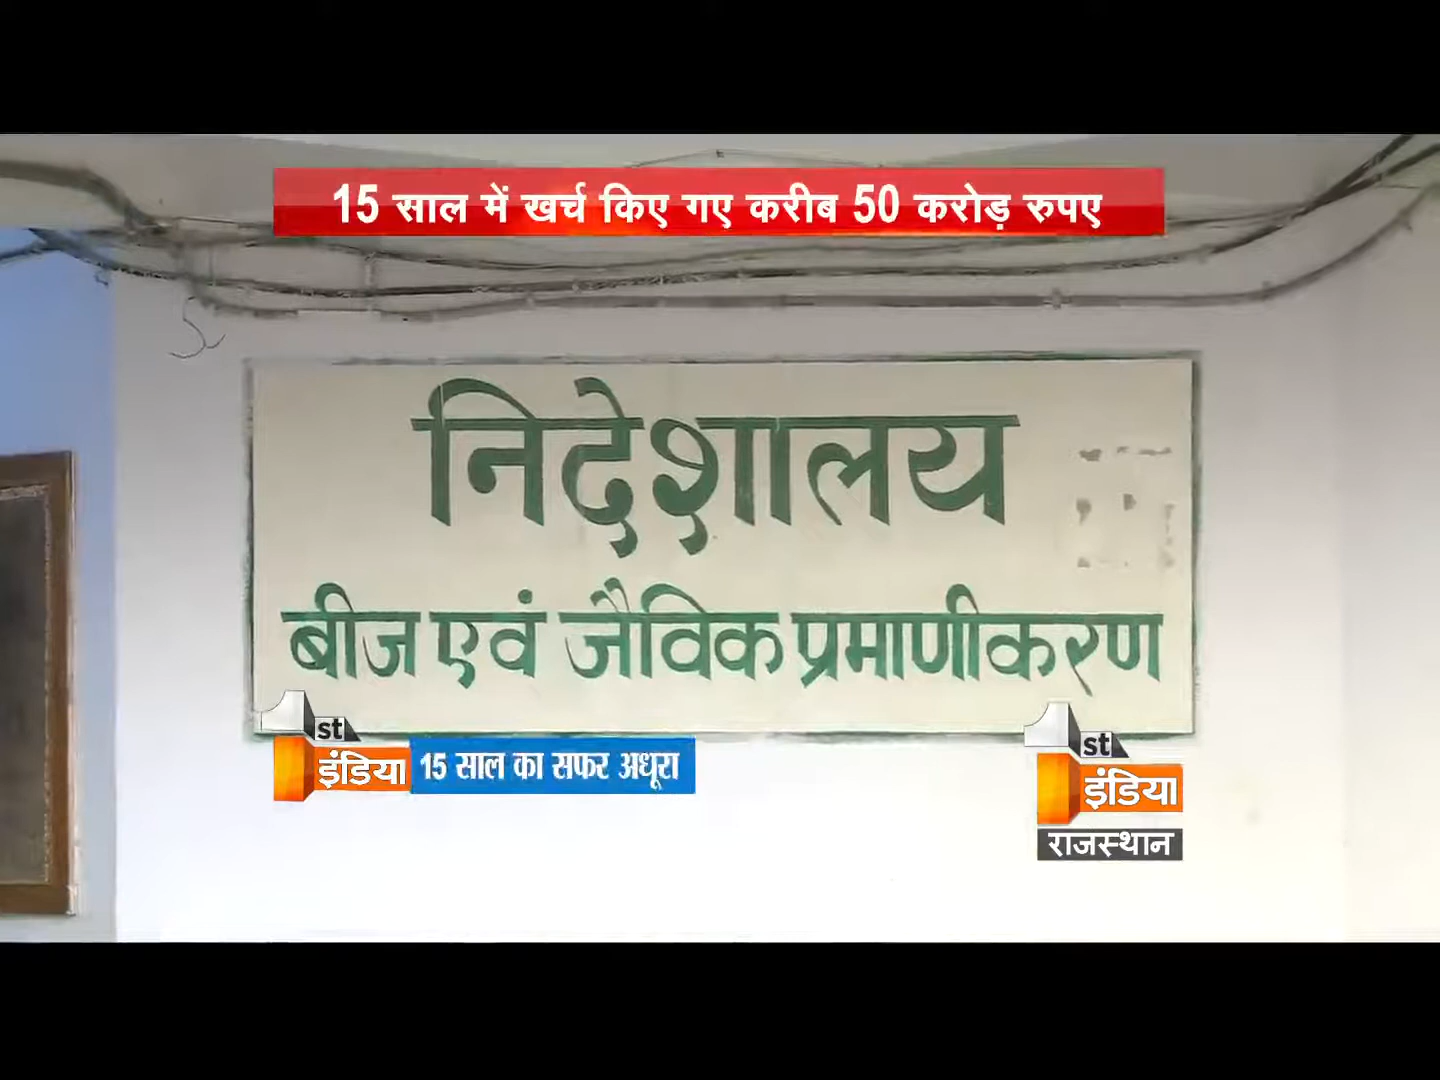 15 साल में खर्च किए गए करीब 50 करोड़ रुपए
निदेशालय
बीज एवं जैविक प्रमाणीकरण
1st
इंडिया
15 साल का सफर अधूरा
1st
इंडिया
राजस्थान